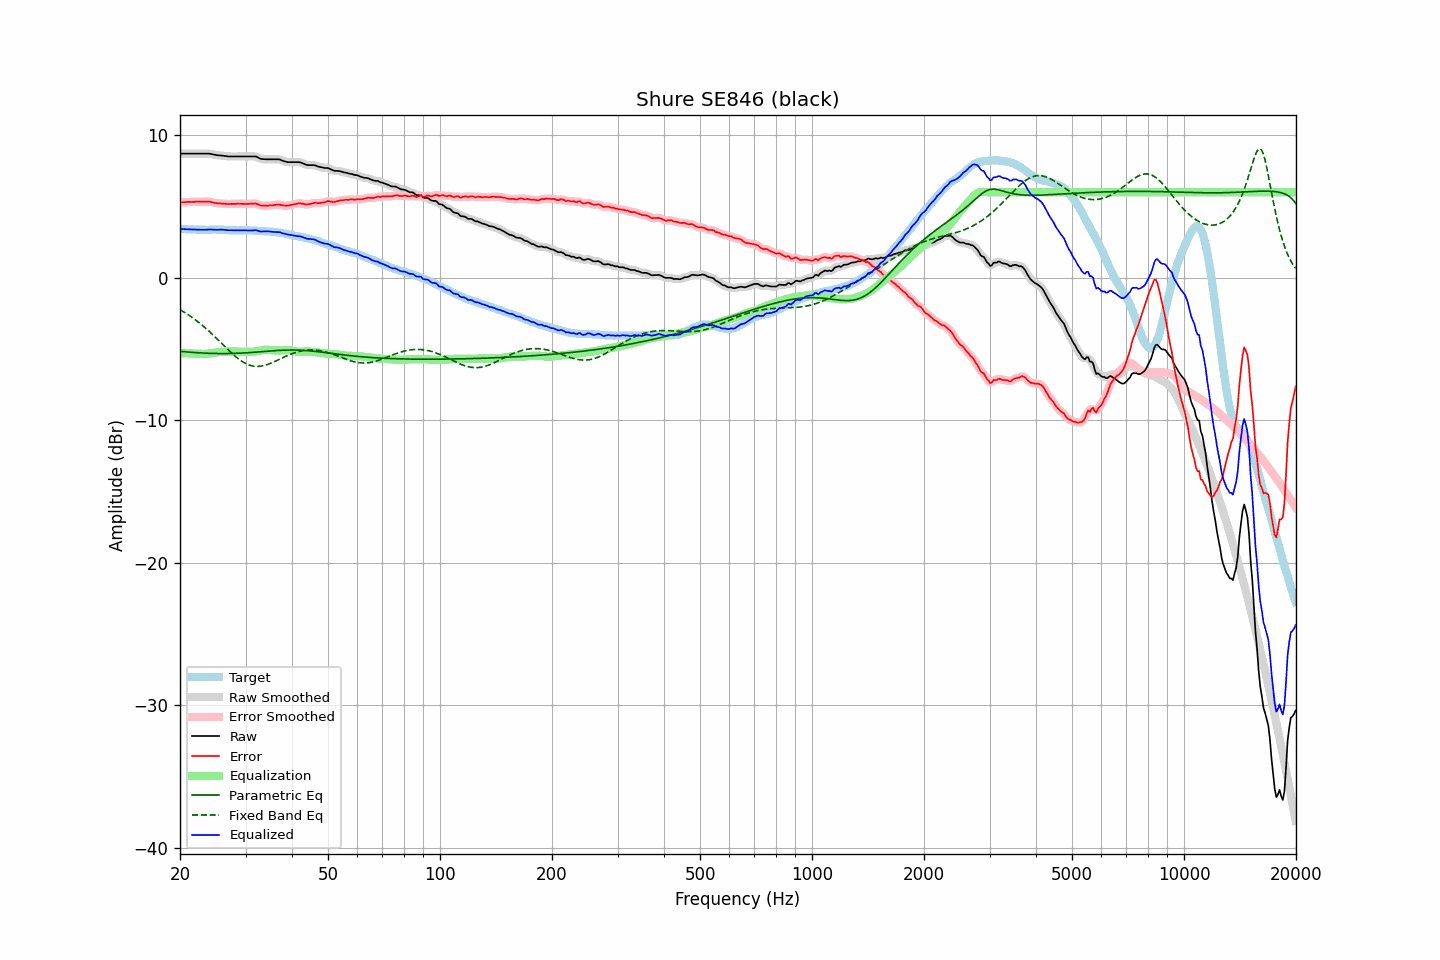 Shure SE846 (black)
Amplitude (dBr)
10
0
−10
−20
−30
−40
Target
Raw Smoothed
Error Smoothed
Raw
Error
Equalization
Parametric Eq
Fixed Band Eq
Equalized
20 50 100 200 500 1000 2000 5000 10000 20000
Frequency (Hz)